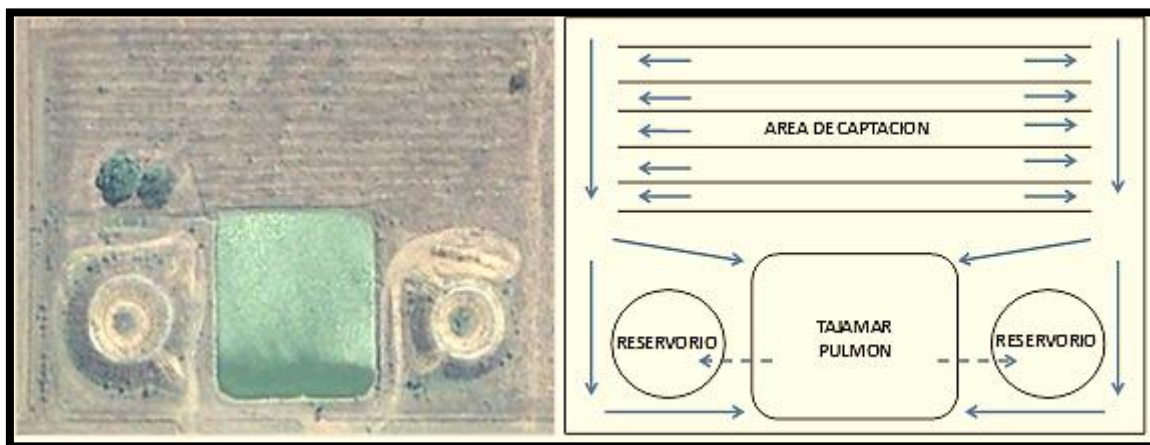 AREA DE CAPTACION
RESERVORIO
TAJAMAR
PULMON
RESERVORIO